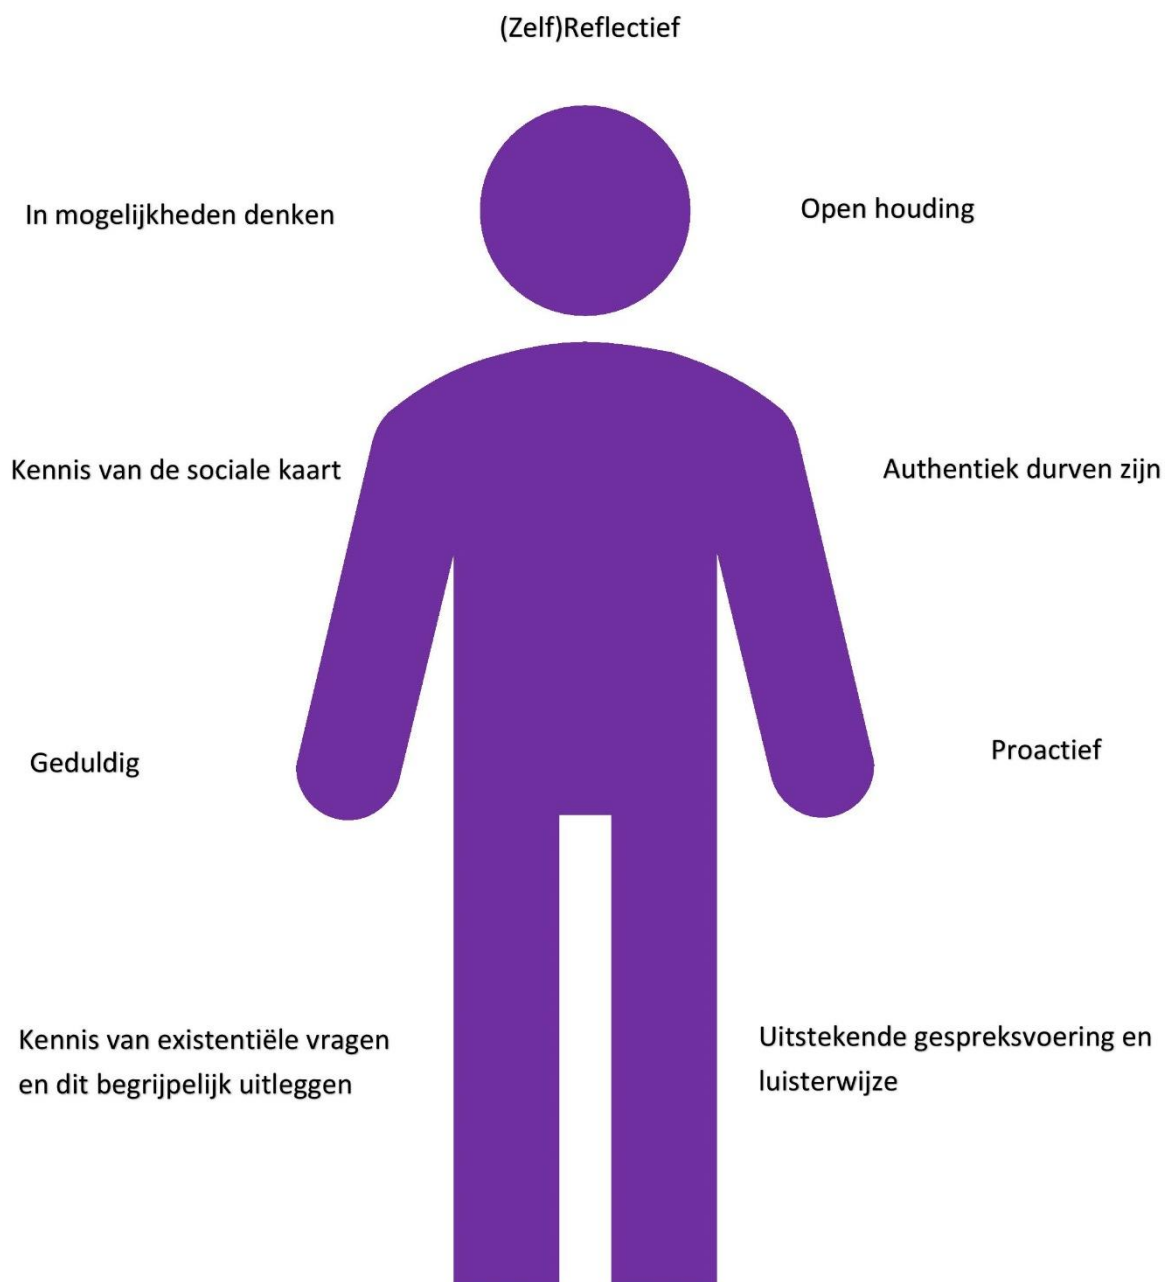 (Zelf)Reflectief
In mogelijkheden denken
Open houding
Kennis van de sociale kaart
Authentiek durven zijn
Geduldig
Proactief
Kennis van existentiële vragen
en dit begrijpelijk uitleggen
Uitstekende gespreksvoering en
luisterwijze